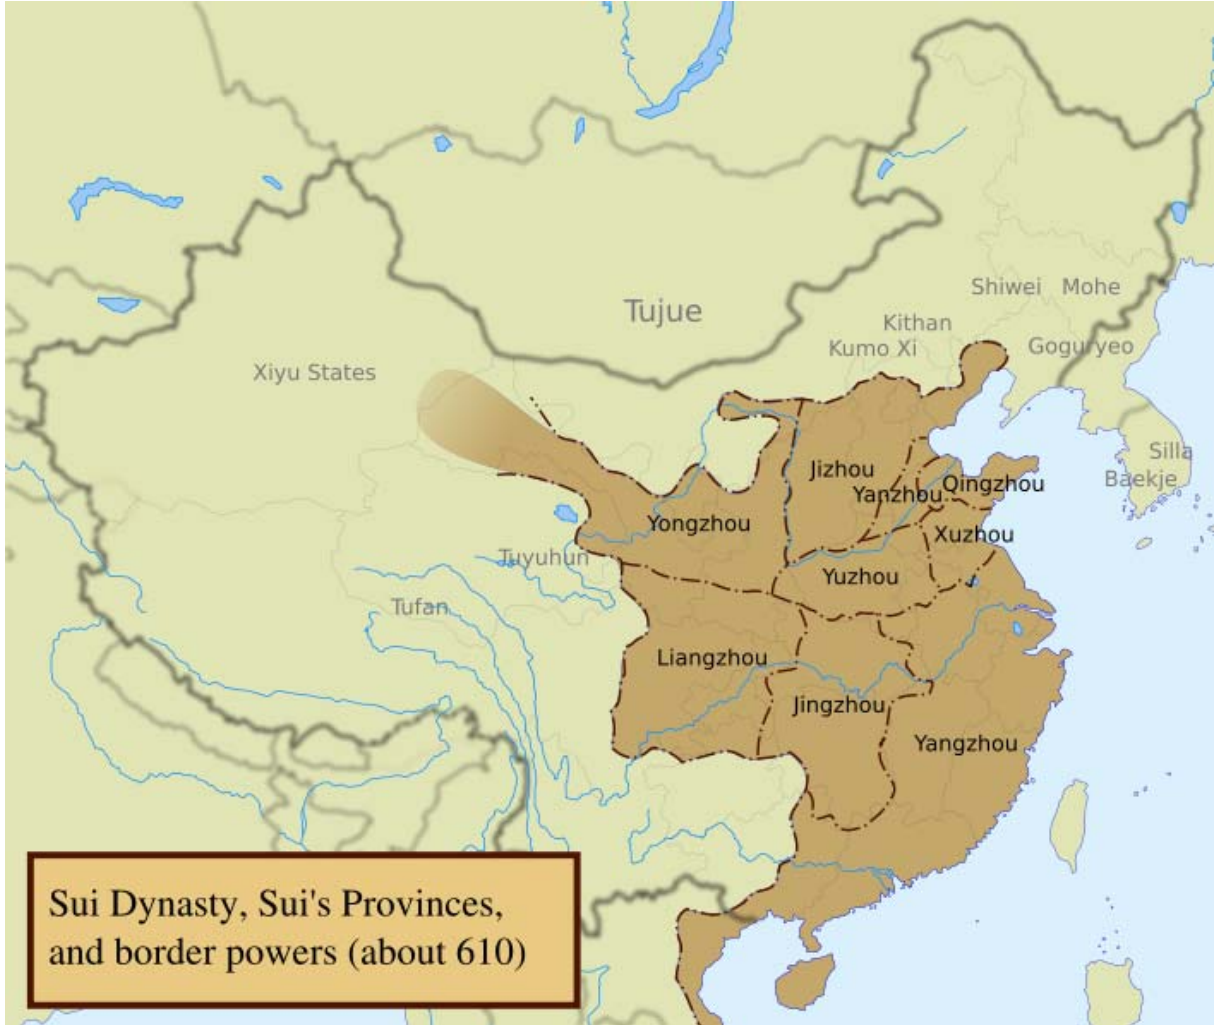 Tujue
Shiwei
Mohe
Kithan
Kumo Xi
Goguryeo
Xiyu States
Silla
Baekje
Jizhou
Yanzhou
Qingzhou
Yongzhou
Xuzhou
Tuyuhun
Yuzhou
Tufan
Liangzhou
Jingzhou
Yangzhou
Sui Dynasty, Sui's Provinces,
and border powers (about 610)